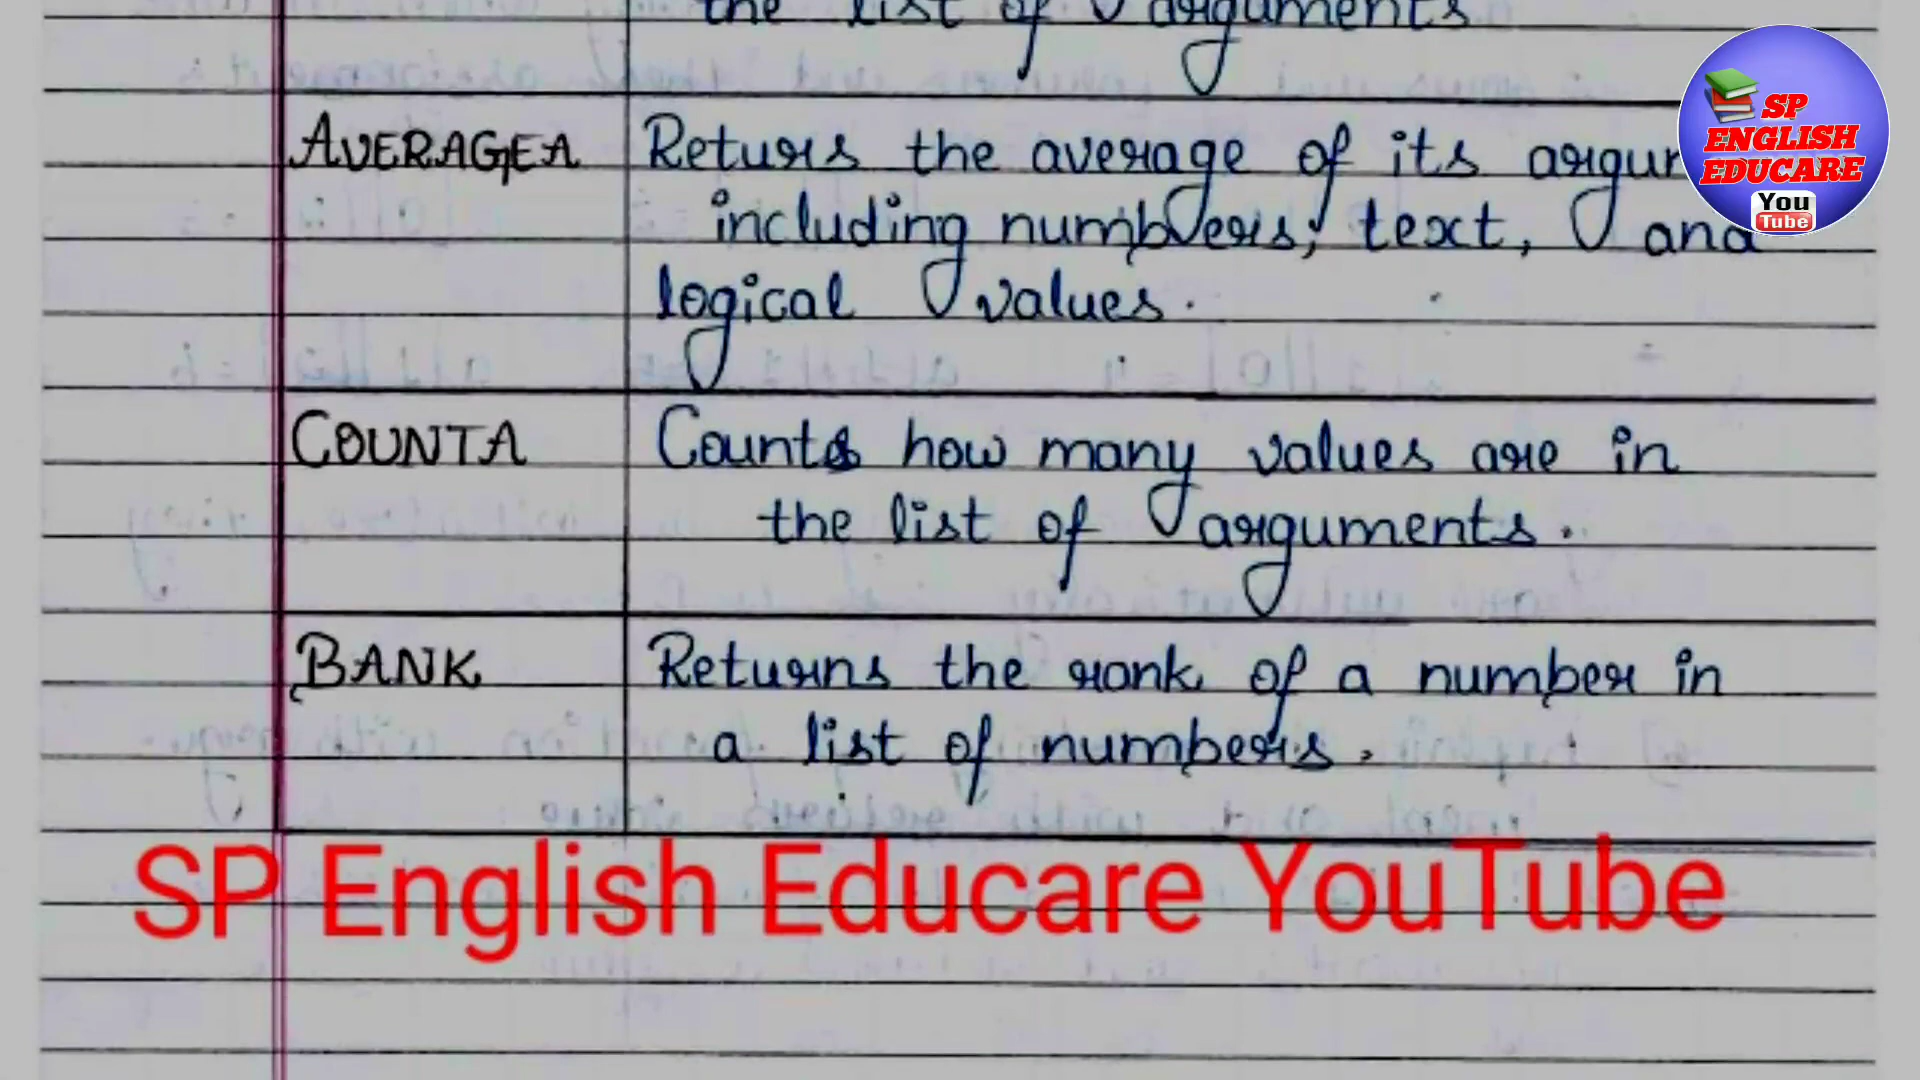 the list of arguments
AVERAGEA Returs the average of its argum
including numbers, text, and
logical values.
COUNTA Counts how many values are in
the list of arguments.
BANK Returns the rank of a number in
a list of numbers.
SP English Educare YouTube
SP
ENGLISH
EDUCARE
You
Tube